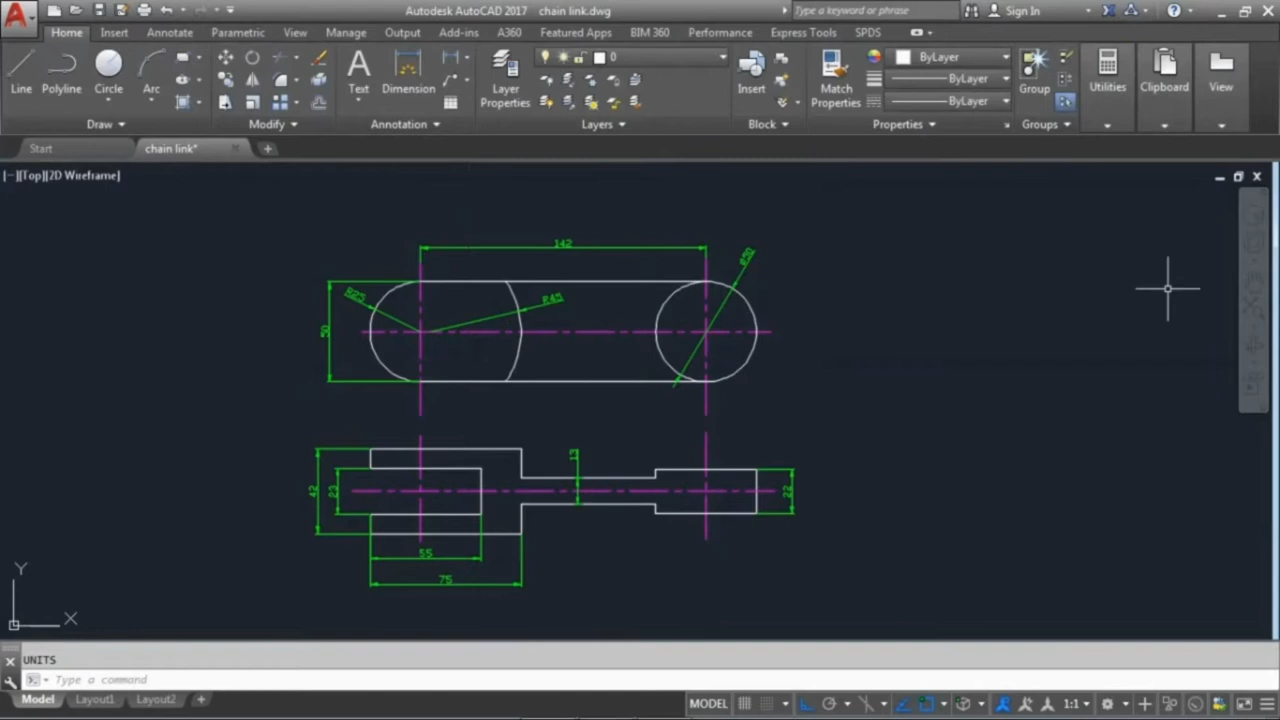 Autodesk AutoCAD 2017 chain link.dwg
Type a keyword or phrase
Sign In
Home Insert Annotate Parametric View Manage Output Add-ins A360 Featured Apps BIM 360 Performance Express Tools SPDS
0
ByLayer
Line Polyline Circle Arc
Text Dimension
Layer Properties
Insert
Match Properties
ByLayer
ByLayer
Group
Utilities
Clipboard
View
Draw Modify Annotation Layers Block Properties Groups
Start
chain link*
[−][Top][2D Wireframe]
142
R25
R45
ø50
50
13
42
23
22
55
75
Y
X
UNITS
Type a command
Model Layout1 Layout2
MODEL
1:1